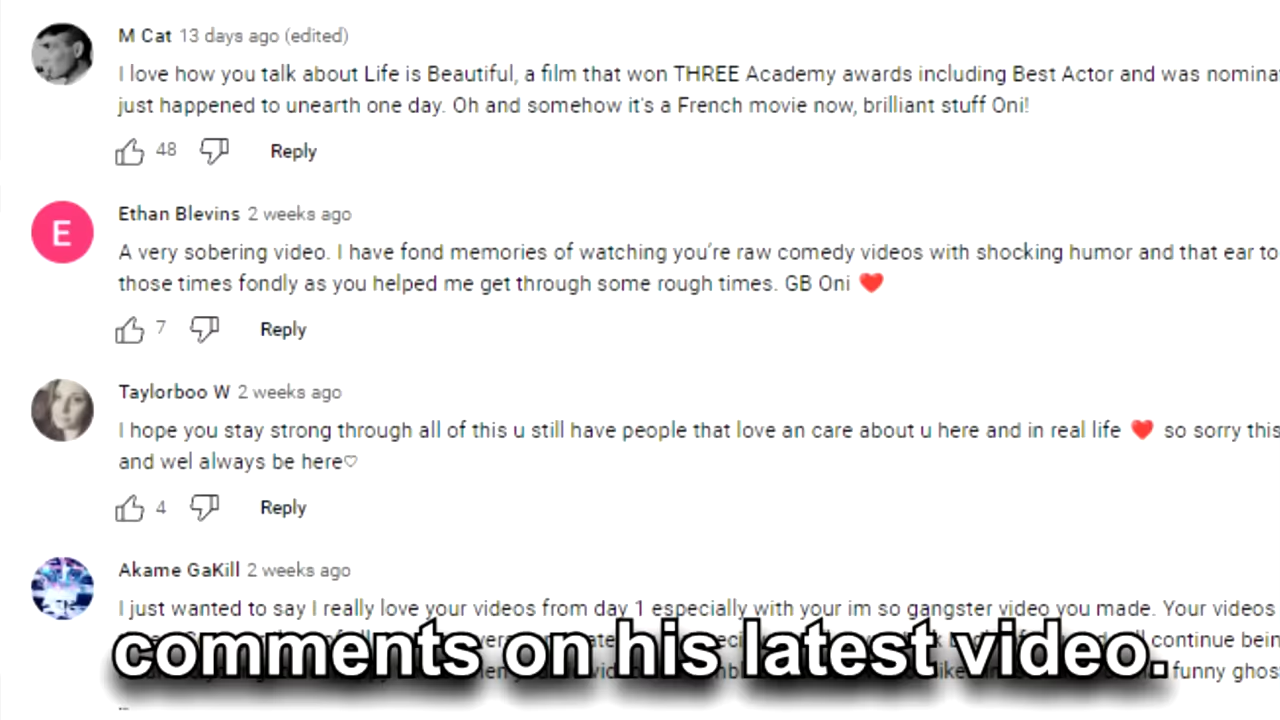 M Cat 13 days ago (edited)
I love how you talk about Life is Beautiful, a film that won THREE Academy awards including Best Actor and was
just happened to unearth one day. Oh and somehow it's a French movie now, brilliant stuff Oni!
48 Reply
Ethan Blevins 2 weeks ago
E
A very sobering video. I have fond memories of watching you're raw comedy videos with shocking humor and that ear to
those times fondly as you helped me get through some rough times. GB Oni ❤️
7 Reply
Taylorboo W 2 weeks ago
I hope you stay strong through all of this u still have people that love an care about u here and in real life ❤️ so sorry this
and wel always be here♡
4 Reply
Akame GaKill 2 weeks ago
I just wanted to say I really love your videos from day 1 especially with your im so gangster video you made. Your videos
continue
comments on his latest video.
funny